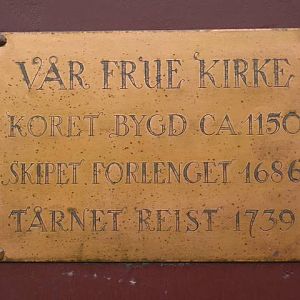 VÅR FRUE KIRKE
KORET BYGD CA. 1150
SKIPET FORLENGET 1686
TÅRNET REIST 1739